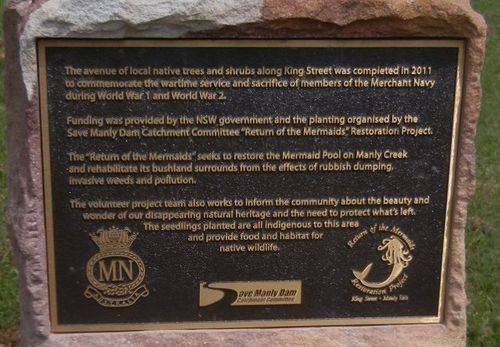 The avenue of local native trees and shrubs along King Street was completed in 2011
to commemorate the wartime service and sacrifice of members of the Merchant Navy
during World War 1 and World War 2.
Funding was provided by the NSW government and the planting organised by the
Save Manly Dam Catchment Committee "Return of the Mermaids" Restoration Project.
The "Return of the Mermaids" seeks to restore the Mermaid Pool on Manly Creek
and rehabilitate its bushland surrounds from the effects of rubbish dumping,
invasive weeds and pollution.
The volunteer project team also works to inform the community about the beauty and
wonder of our disappearing natural heritage and the need to protect what's left.
The seedlings planted are all indigenous to this area
and provide food and habitat for
native wildlife.
MN
AUSTRALIA
Save Manly Dam
Catchment Committee
Return of the Mermaids
Restoration Project
King Street - Manly Vale